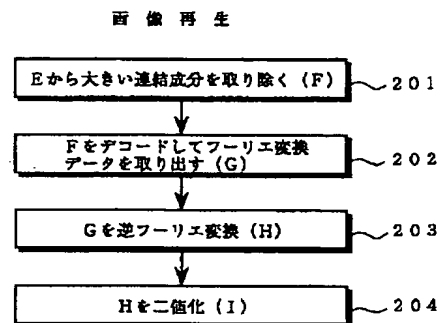 画像再生
Eから大きい連結成分を取り除く（F） 201
Fをデコードしてフーリエ変換
データを取り出す（G） 202
Gを逆フーリエ変換（H） 203
Hを二値化（I） 204